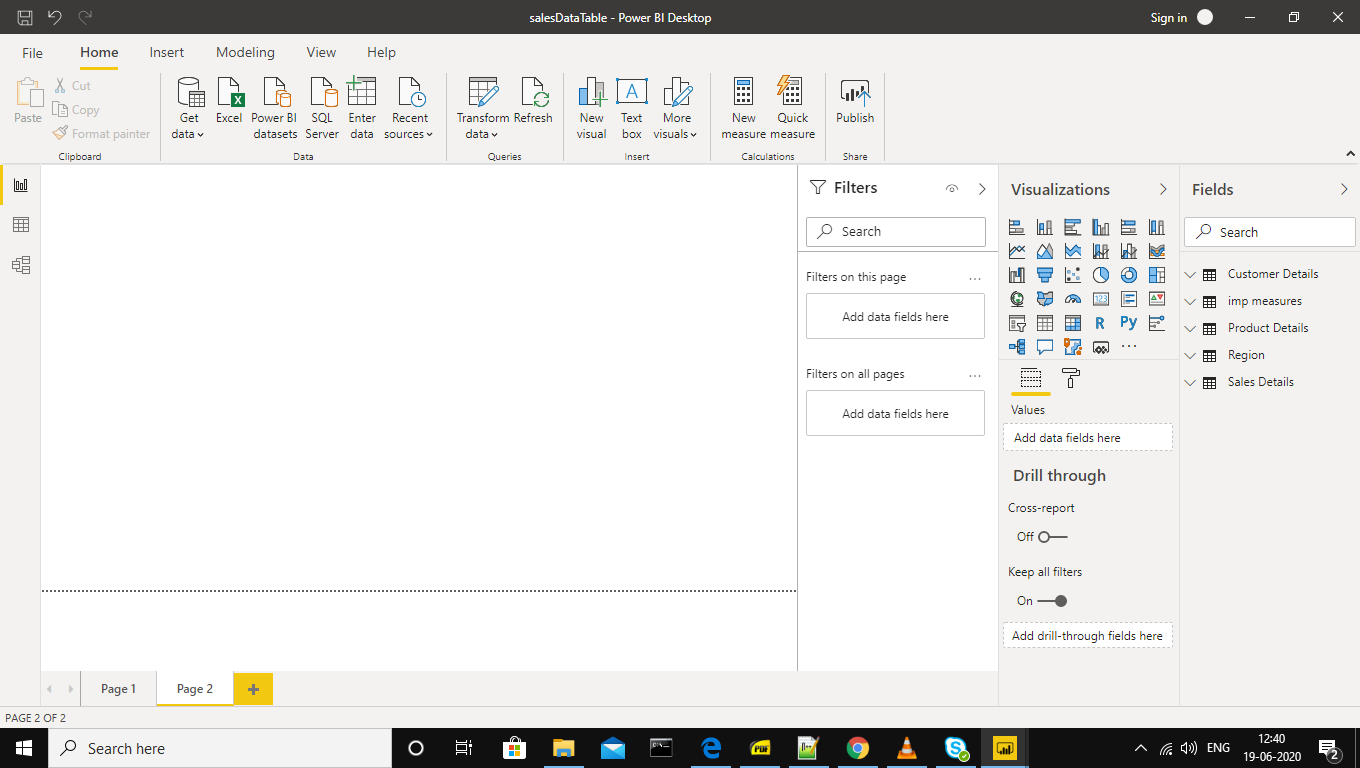 salesDataTable - Power BI Desktop
Sign in
File
Home
Insert
Modeling
View
Help
Paste
Cut
Copy
Format painter
Clipboard
Get data
Excel
Power BI datasets
SQL Server
Enter data
Recent sources
Data
Transform data
Refresh
Queries
New visual
Text box
More visuals
Insert
New measure
Quick measure
Calculations
Publish
Share
Filters
Search
Filters on this page
...
Add data fields here
Filters on all pages
...
Add data fields here
Visualizations
123
R
Py
...
Values
Add data fields here
Drill through
Cross-report
Off
Keep all filters
On
Add drill-through fields here
Fields
Search
Customer Details
imp measures
Product Details
Region
Sales Details
Page 1
Page 2
+
PAGE 2 OF 2
Search here
PDF
ENG
12:40
19-06-2020
2